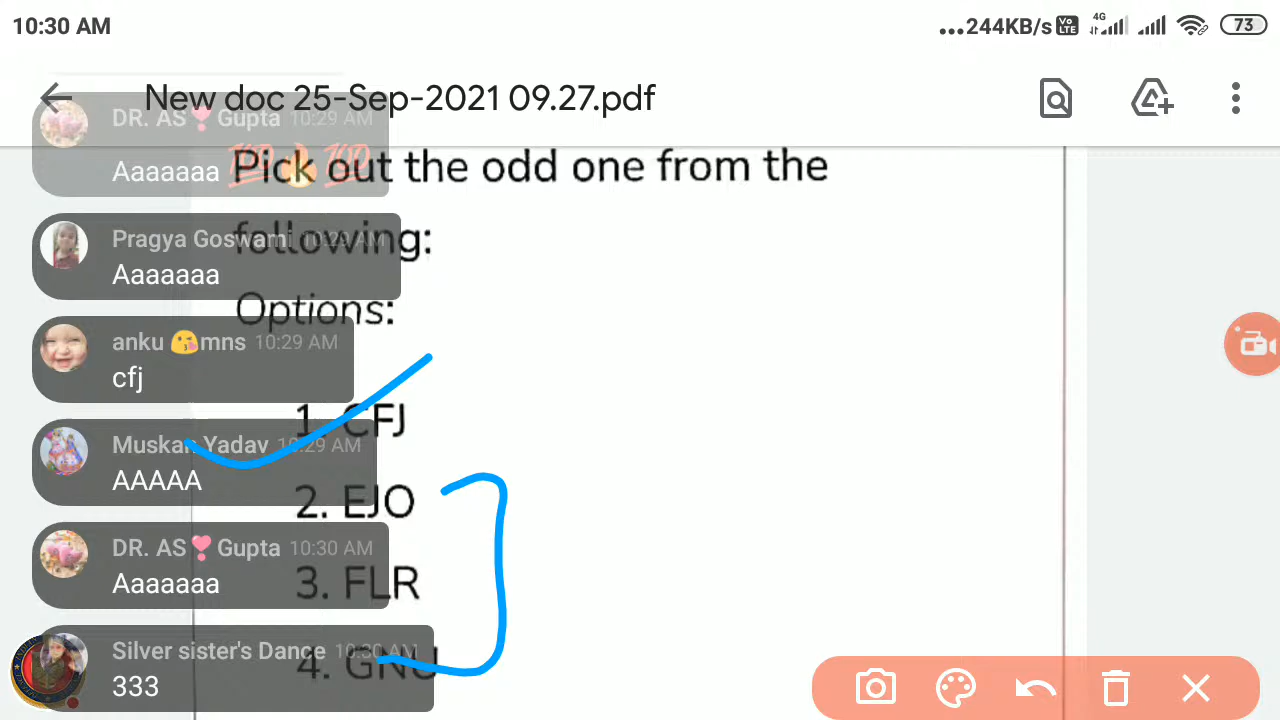 10:30 AM
...244KB/s Vo LTE 4G 73
New doc 25-Sep-2021 09.27.pdf
DR. AS❣Gupta 10:29 AM
Aaaaaaa 💯🔥💯
Pick out the odd one from the
Pragya Goswami 10:29 AM
following:
Aaaaaaa
Options:
anku 😘mns 10:29 AM
cfj
1. CFJ
Muskan Yadav 10:29 AM
AAAAA
2. EJO
DR. AS❣Gupta 10:30 AM
Aaaaaaa
3. FLR
Silver sister's Dance 10:30 AM
4. GNU
333